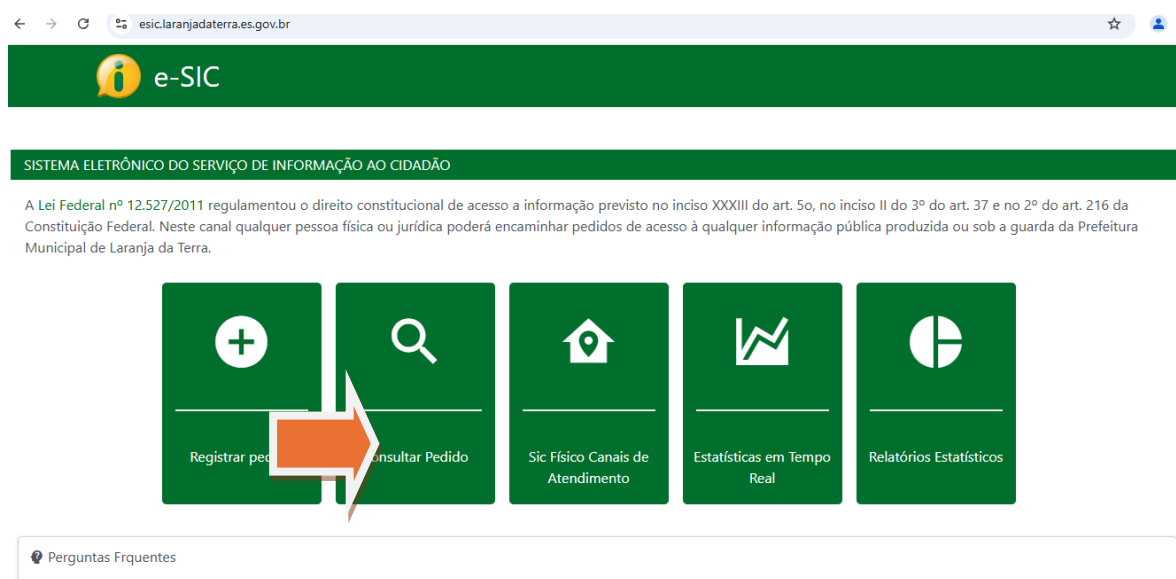 esic.laranjadaterra.es.gov.br
e-SIC
SISTEMA ELETRÔNICO DO SERVIÇO DE INFORMAÇÃO AO CIDADÃO
A Lei Federal nº 12.527/2011 regulamentou o direito constitucional de acesso a informação previsto no inciso XXXIII do art. 5o, no inciso II do 3º do art. 37 e no 2º do art. 216 da
Constituição Federal. Neste canal qualquer pessoa física ou jurídica poderá encaminhar pedidos de acesso à qualquer informação pública produzida ou sob a guarda da Prefeitura
Municipal de Laranja da Terra.
Registrar
onsultar Pedido
Sic Físico Canais de
Atendimento
Estatísticas em Tempo
Real
Relatórios Estatísticos
Perguntas Frquentes